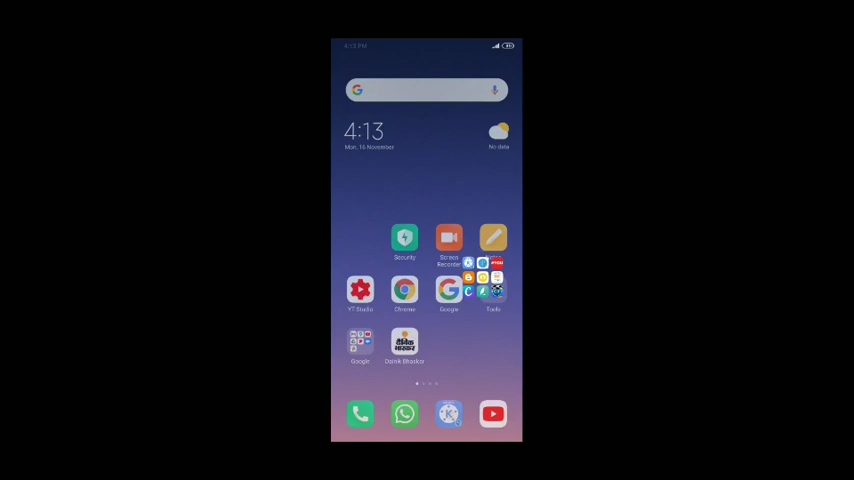 4:13 PM
4:13
Mon, 16 November
No data
Security
Screen
Recorder
YT Studio
Chrome
Google
Tools
दैनिक
भास्कर
Google
Dainik Bhaskar